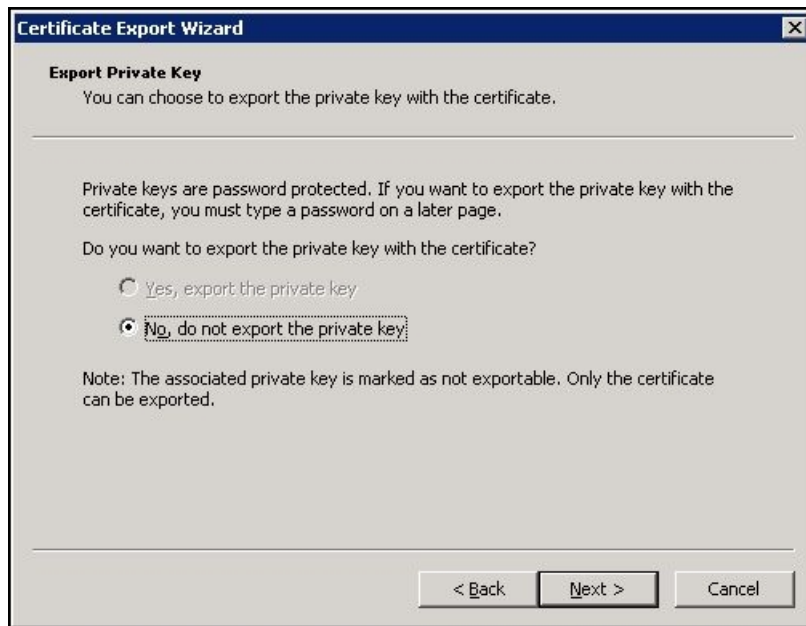 Certificate Export Wizard
Export Private Key
You can choose to export the private key with the certificate.
Private keys are password protected. If you want to export the private key with the
certificate, you must type a password on a later page.
Do you want to export the private key with the certificate?
Yes, export the private key
No, do not export the private key
Note: The associated private key is marked as not exportable. Only the certificate
can be exported.
< Back Next > Cancel